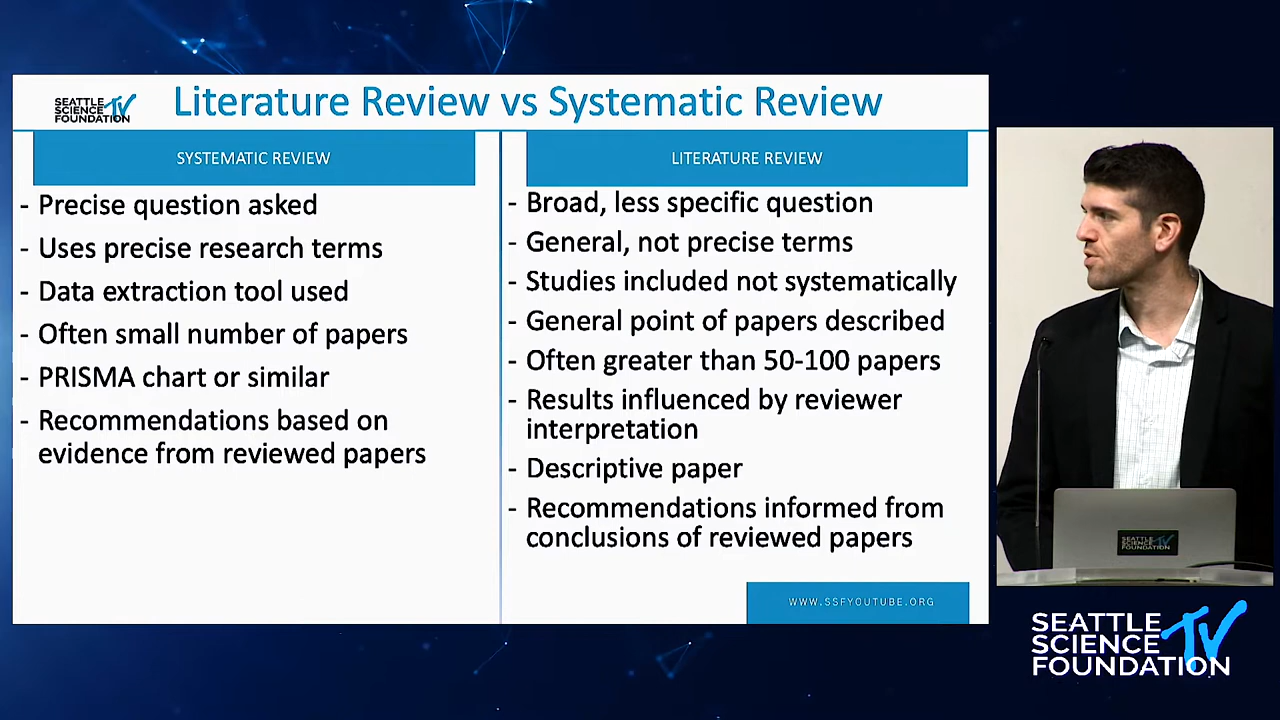 SEATTLE
SCIENCE TV
FOUNDATION
Literature Review vs Systematic Review
SYSTEMATIC REVIEW
- Precise question asked
- Uses precise research terms
- Data extraction tool used
- Often small number of papers
- PRISMA chart or similar
- Recommendations based on
evidence from reviewed papers
LITERATURE REVIEW
- Broad, less specific question
- General, not precise terms
- Studies included not systematically
- General point of papers described
- Often greater than 50-100 papers
- Results influenced by reviewer
interpretation
- Descriptive paper
- Recommendations informed from
conclusions of reviewed papers
WWW.SSFYOUTUBE.ORG
SEATTLE
SCIENCE TV
FOUNDATION
SEATTLE
SCIENCE TV
FOUNDATION